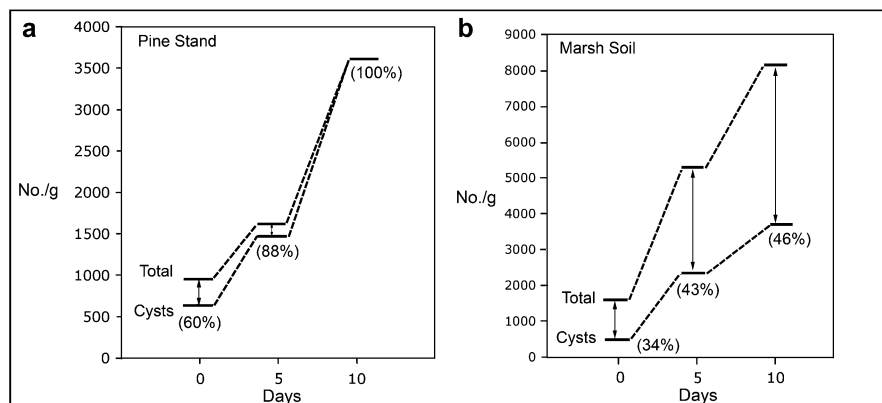 a
Pine Stand
4000
3500
3000
2500
2000
1500
1000
500
0
No./g
Total
Cysts
(60%)
(88%)
(100%)
0 5 10
Days
b
Marsh Soil
9000
8000
7000
6000
5000
4000
3000
2000
1000
0
No./g
Total
Cysts
(34%)
(43%)
(46%)
0 5 10
Days